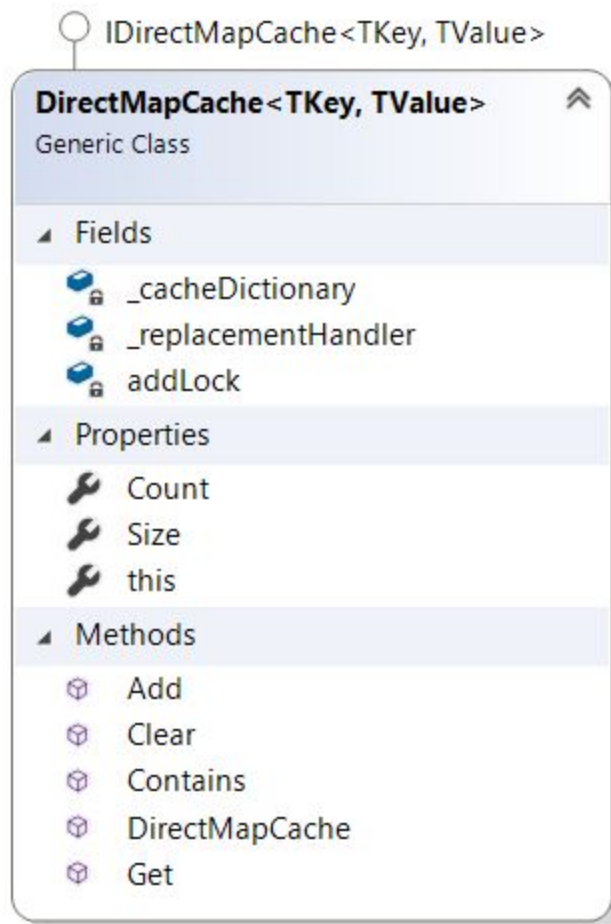 IDirectMapCache<TKey, TValue>
DirectMapCache<TKey, TValue>
Generic Class
Fields
_cacheDictionary
_replacementHandler
addLock
Properties
Count
Size
this
Methods
Add
Clear
Contains
DirectMapCache
Get